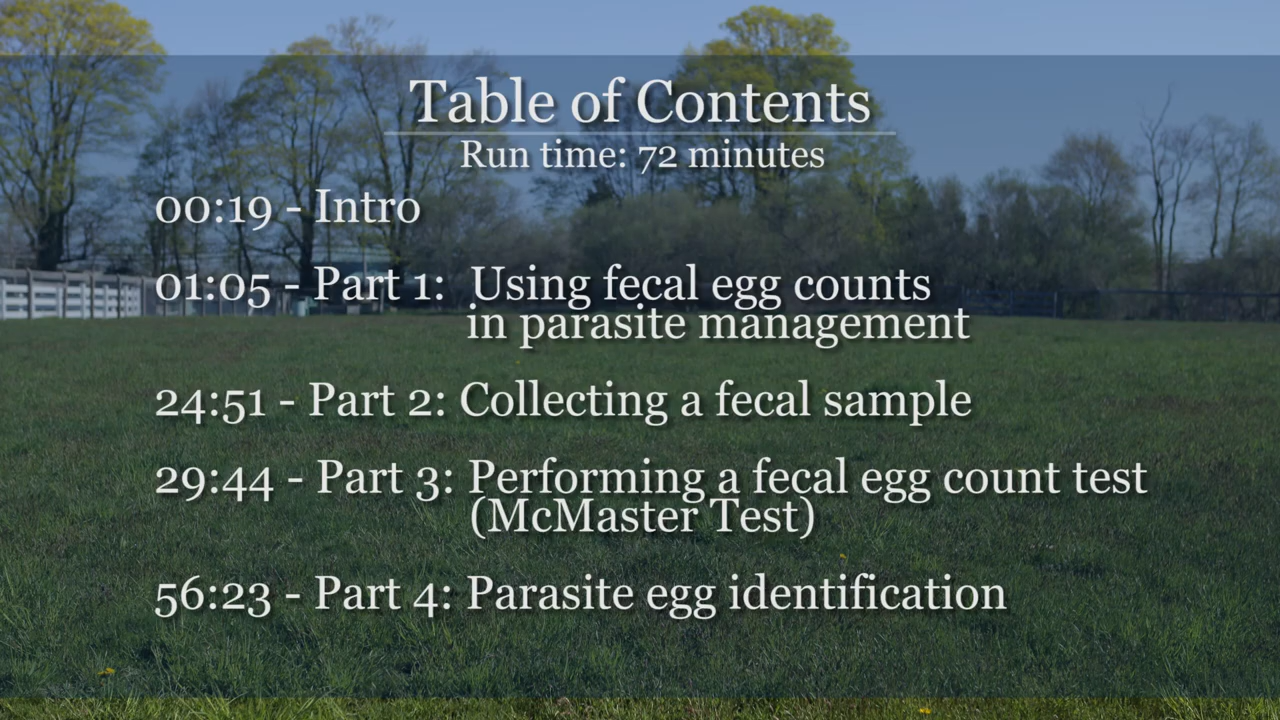 Table of Contents
Run time: 72 minutes
00:19 - Intro
01:05 - Part 1: Using fecal egg counts
in parasite management
24:51 - Part 2: Collecting a fecal sample
29:44 - Part 3: Performing a fecal egg count test
(McMaster Test)
56:23 - Part 4: Parasite egg identification